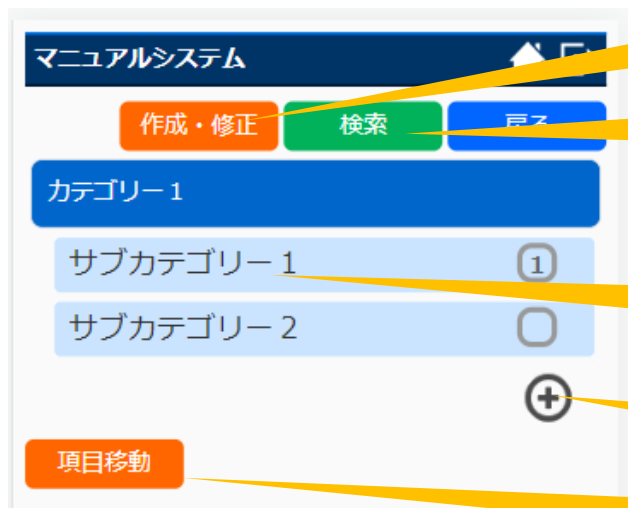 マニュアルシステム
作成・修正 検索 戻る
カテゴリー1
サブカテゴリー1 1
サブカテゴリー2
項目移動